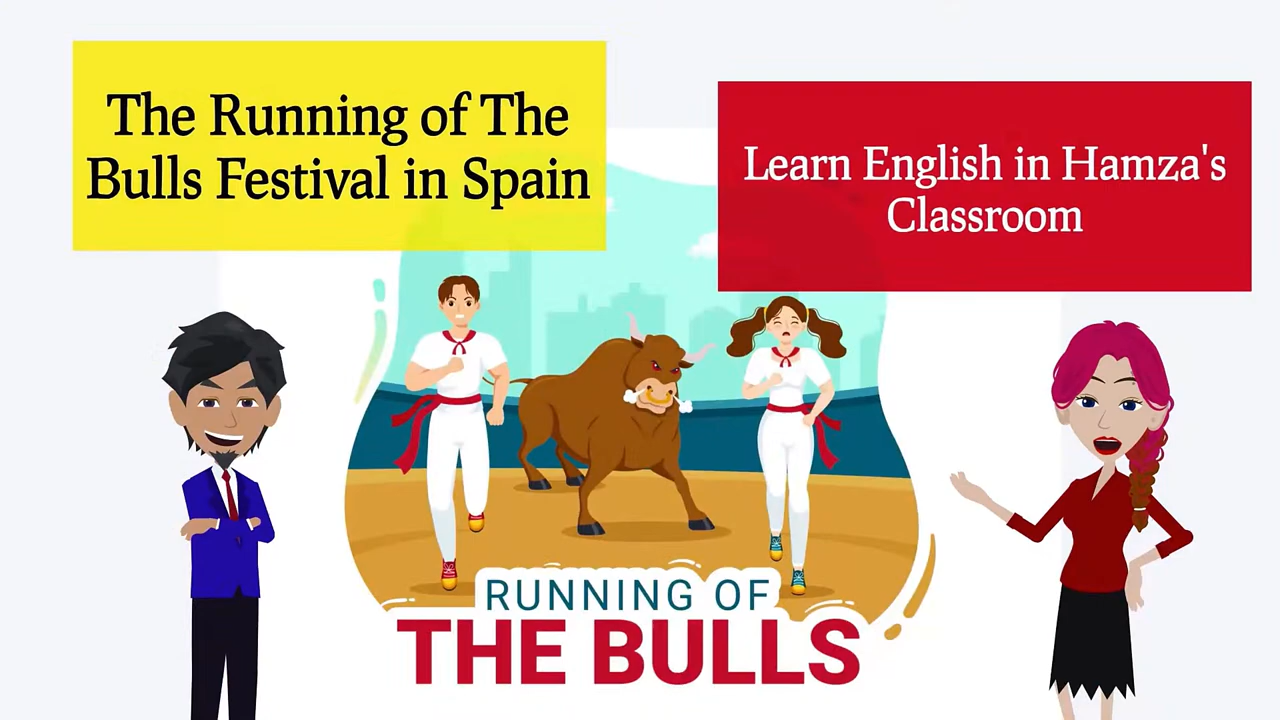 The Running of The
Bulls Festival in Spain
Learn English in Hamza's
Classroom
RUNNING OF
THE BULLS